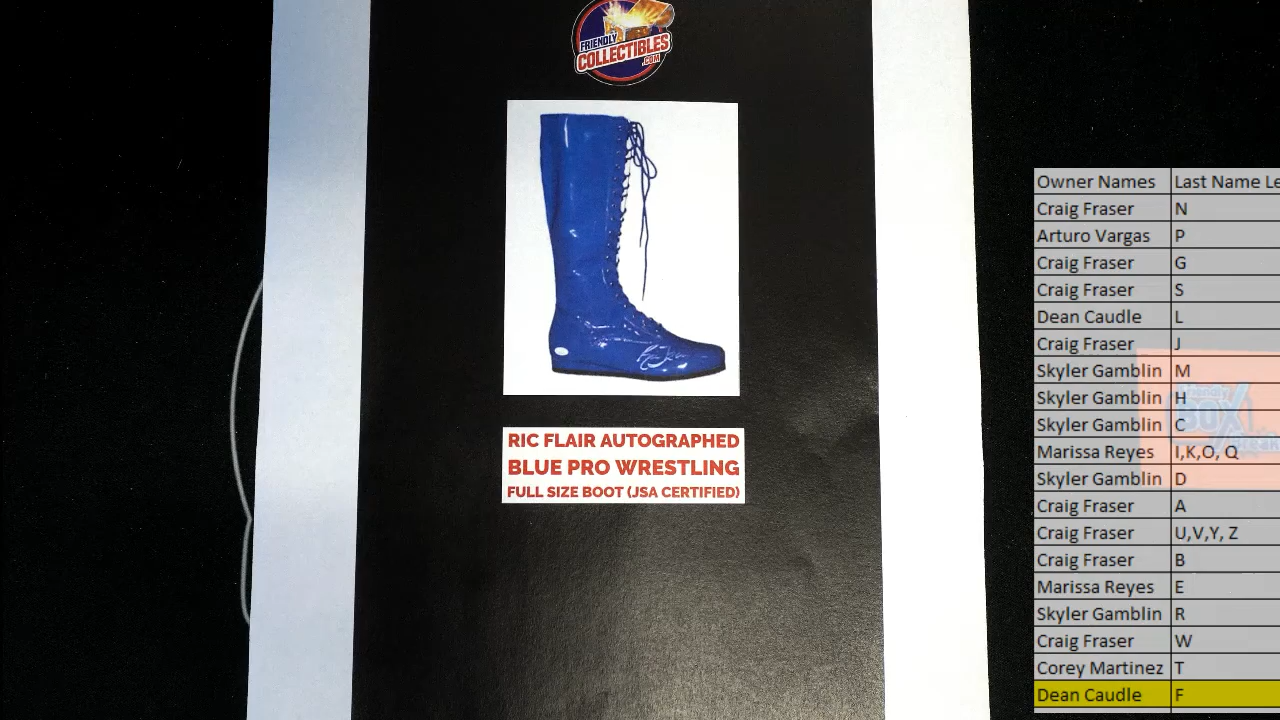 FRIENDLY
COLLECTIBLES
.COM
RIC FLAIR AUTOGRAPHED
BLUE PRO WRESTLING
FULL SIZE BOOT (JSA CERTIFIED)
Owner Names Last Name Le
Craig Fraser N
Arturo Vargas P
Craig Fraser G
Craig Fraser S
Dean Caudle L
Craig Fraser J
Skyler Gamblin M
Skyler Gamblin H
Skyler Gamblin C
Marissa Reyes I,K,O, Q
Skyler Gamblin D
Craig Fraser A
Craig Fraser U,V,Y, Z
Craig Fraser B
Marissa Reyes E
Skyler Gamblin R
Craig Fraser W
Corey Martinez T
Dean Caudle F
friendly
BOX
Break